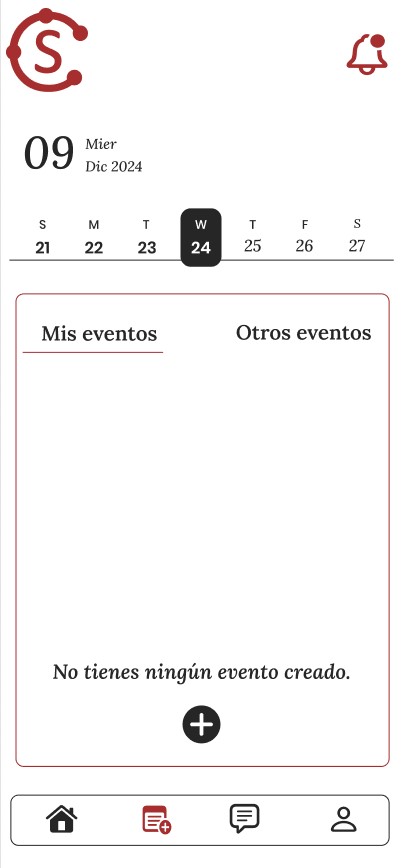 S
09 Mier
Dic 2024
S M T W T F S
21 22 23 24 25 26 27
Mis eventos Otros eventos
No tienes ningún evento creado.